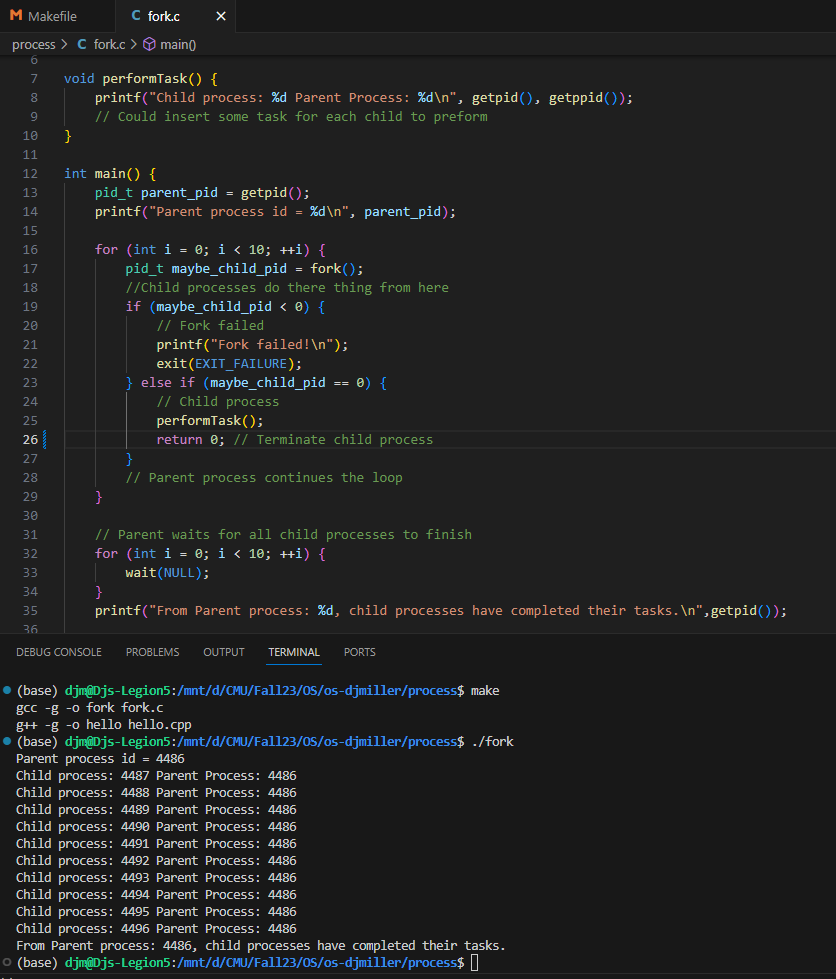 M Makefile
C fork.c ×
process > C fork.c > main()
6
7 void performTask() {
8     printf("Child process: %d Parent Process: %d\n", getpid(), getppid());
9     // Could insert some task for each child to preform
10 }
11
12 int main() {
13     pid_t parent_pid = getpid();
14     printf("Parent process id = %d\n", parent_pid);
15
16     for (int i = 0; i < 10; ++i) {
17         pid_t maybe_child_pid = fork();
18         //Child processes do there thing from here
19         if (maybe_child_pid < 0) {
20             // Fork failed
21             printf("Fork failed!\n");
22             exit(EXIT_FAILURE);
23         } else if (maybe_child_pid == 0) {
24             // Child process
25             performTask();
26             return 0; // Terminate child process
27         }
28         // Parent process continues the loop
29     }
30
31     // Parent waits for all child processes to finish
32     for (int i = 0; i < 10; ++i) {
33         wait(NULL);
34     }
35     printf("From Parent process: %d, child processes have completed their tasks.\n",getpid());
36
DEBUG CONSOLE PROBLEMS OUTPUT TERMINAL PORTS
(base) djm@Djs-Legion5:/mnt/d/CMU/Fall23/OS/os-djmiller/process$ make
gcc -g -o fork fork.c
g++ -g -o hello hello.cpp
(base) djm@Djs-Legion5:/mnt/d/CMU/Fall23/OS/os-djmiller/process$ ./fork
Parent process id = 4486
Child process: 4487 Parent Process: 4486
Child process: 4488 Parent Process: 4486
Child process: 4489 Parent Process: 4486
Child process: 4490 Parent Process: 4486
Child process: 4491 Parent Process: 4486
Child process: 4492 Parent Process: 4486
Child process: 4493 Parent Process: 4486
Child process: 4494 Parent Process: 4486
Child process: 4495 Parent Process: 4486
Child process: 4496 Parent Process: 4486
From Parent process: 4486, child processes have completed their tasks.
(base) djm@Djs-Legion5:/mnt/d/CMU/Fall23/OS/os-djmiller/process$